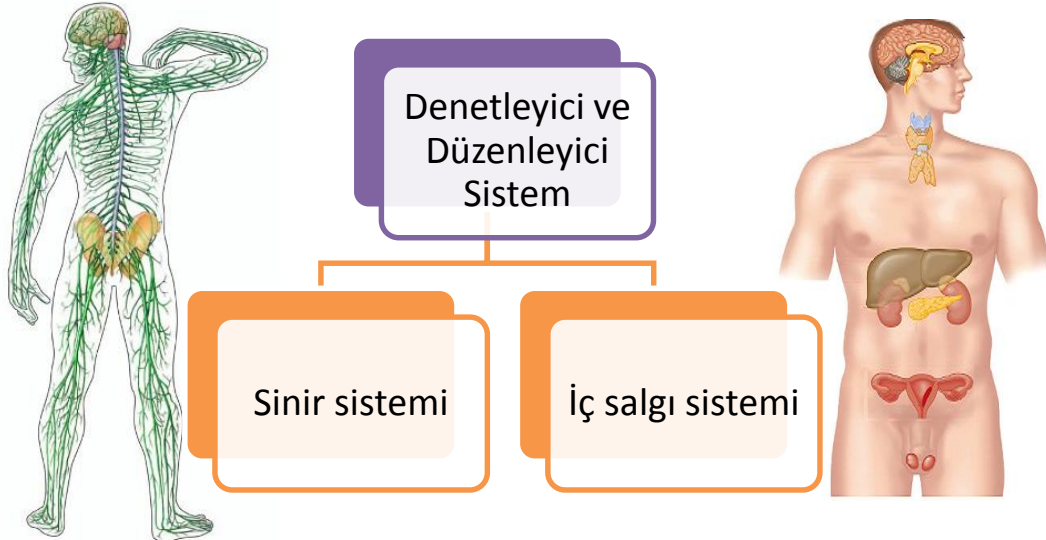 Denetleyici ve
Düzenleyici
Sistem
Sinir sistemi
İç salgı sistemi